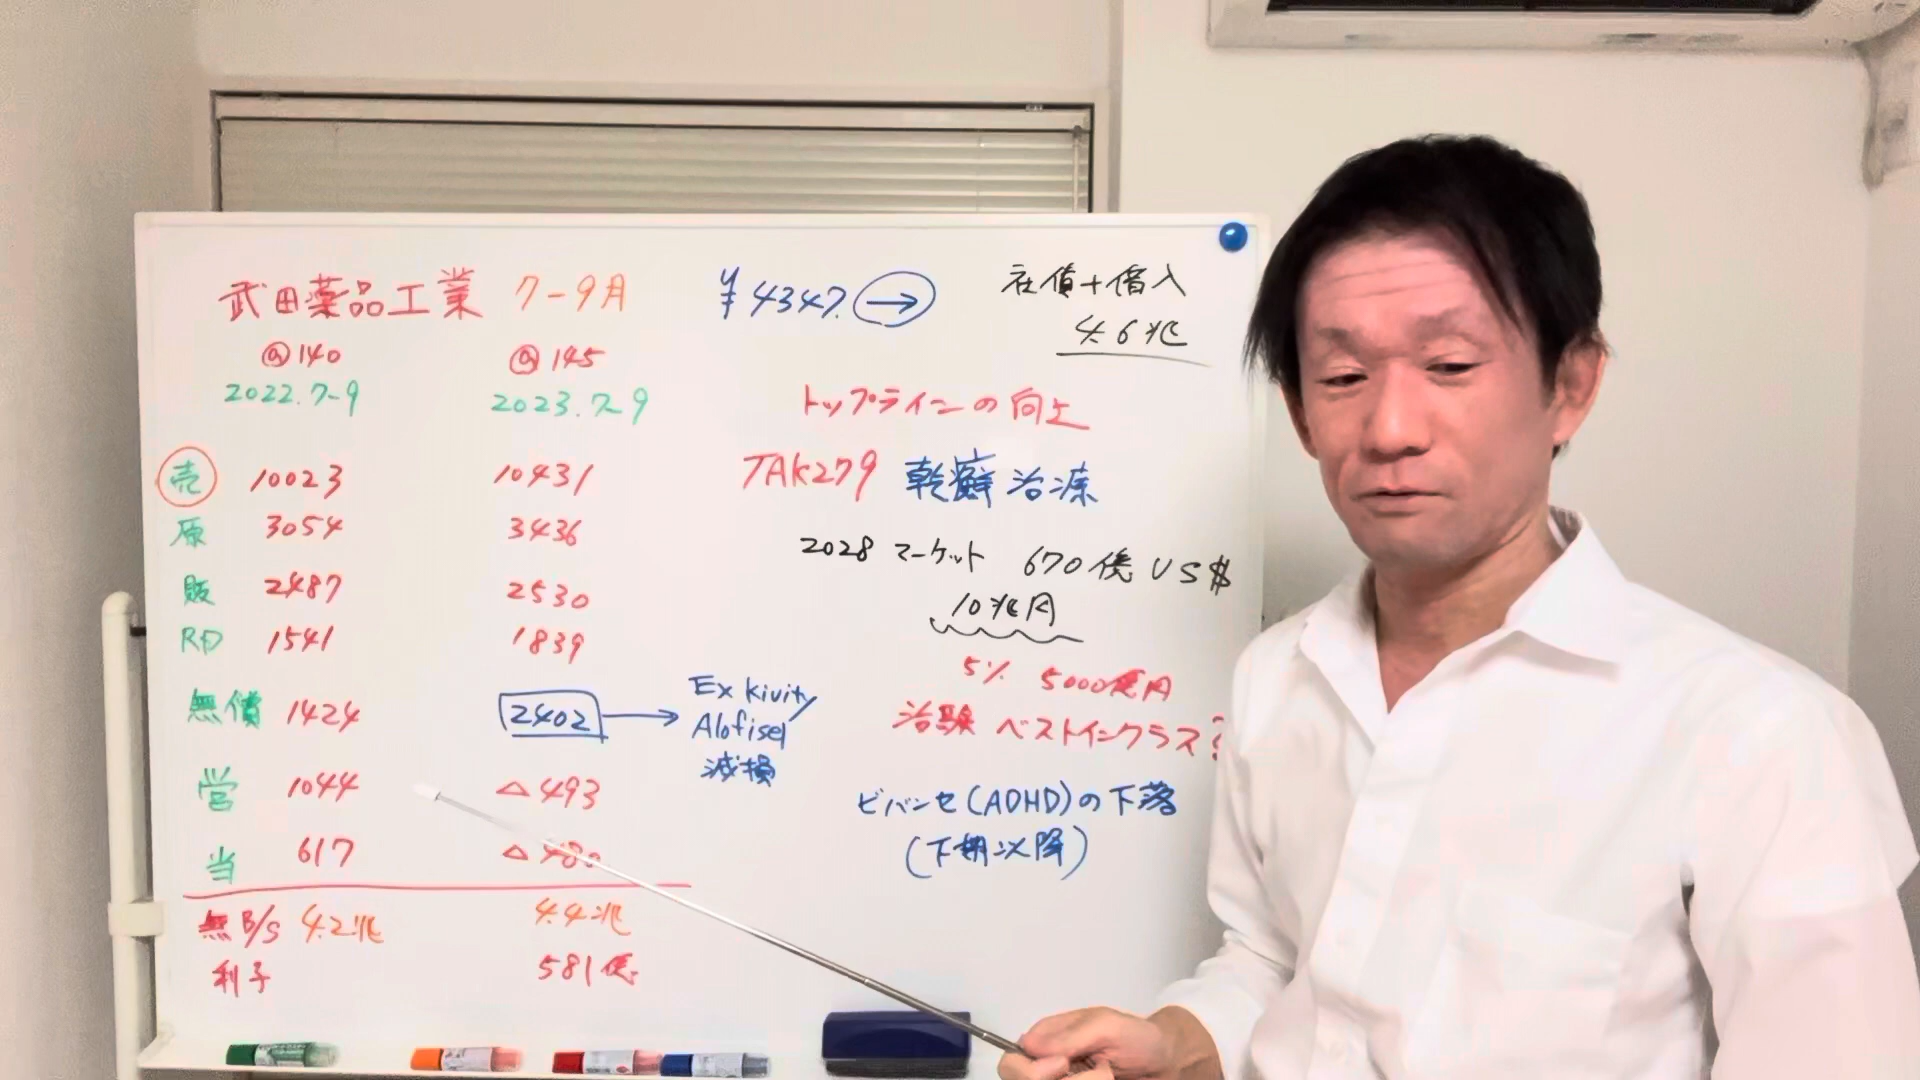 武田薬品工業 7-9月
¥4347. →
社債+借入
4.6兆
@140 @145
2022.7-9 2023.7-9
売 10023 10431
原 3054 3436
販 2487 2530
RD 1541 1839
無償 1424 2402 →
Exkivity
Alofisel
減損
営 1044 △493
当 617 △480
無B/S 4.2兆 4.4兆
利子 581億
トップラインの向上
TAK279 乾癬治療
2028 マーケット 670億US$
10兆円
5% 5000億円
治験 ベストインクラス?
ビバンセ(ADHD)の下落
(下期以降)